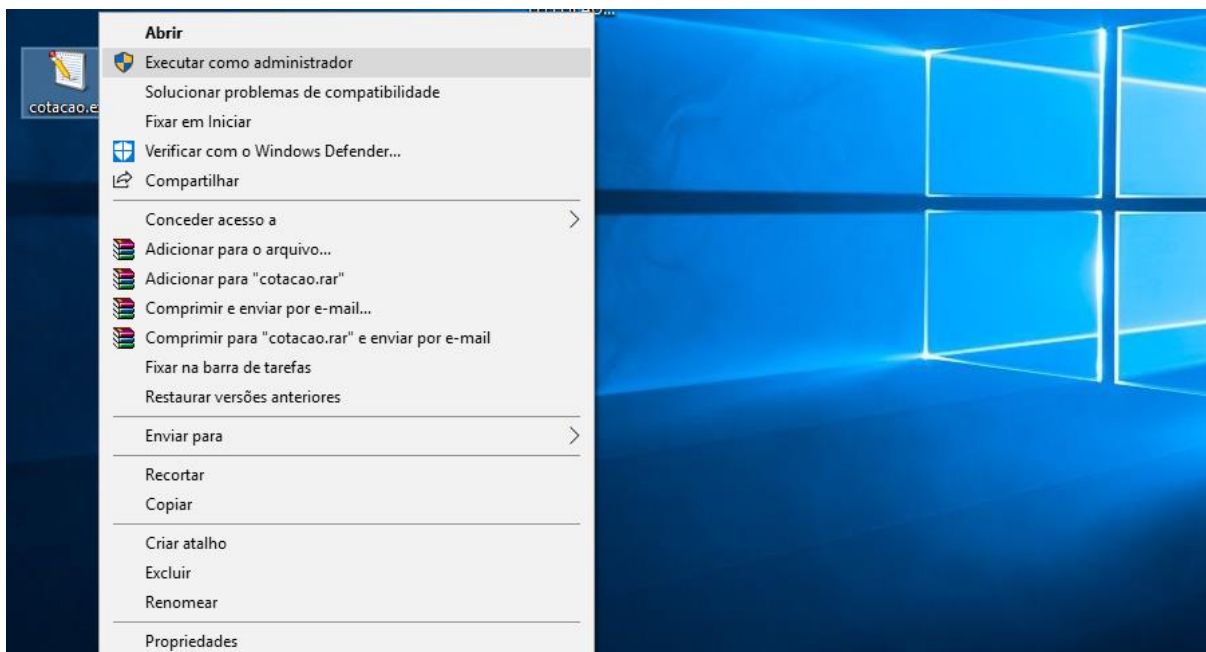 cotacao.e
Abrir
Executar como administrador
Solucionar problemas de compatibilidade
Fixar em Iniciar
Verificar com o Windows Defender...
Compartilhar
Conceder acesso a
Adicionar para o arquivo...
Adicionar para "cotacao.rar"
Comprimir e enviar por e-mail...
Comprimir para "cotacao.rar" e enviar por e-mail
Fixar na barra de tarefas
Restaurar versões anteriores
Enviar para
Recortar
Copiar
Criar atalho
Excluir
Renomear
Propriedades